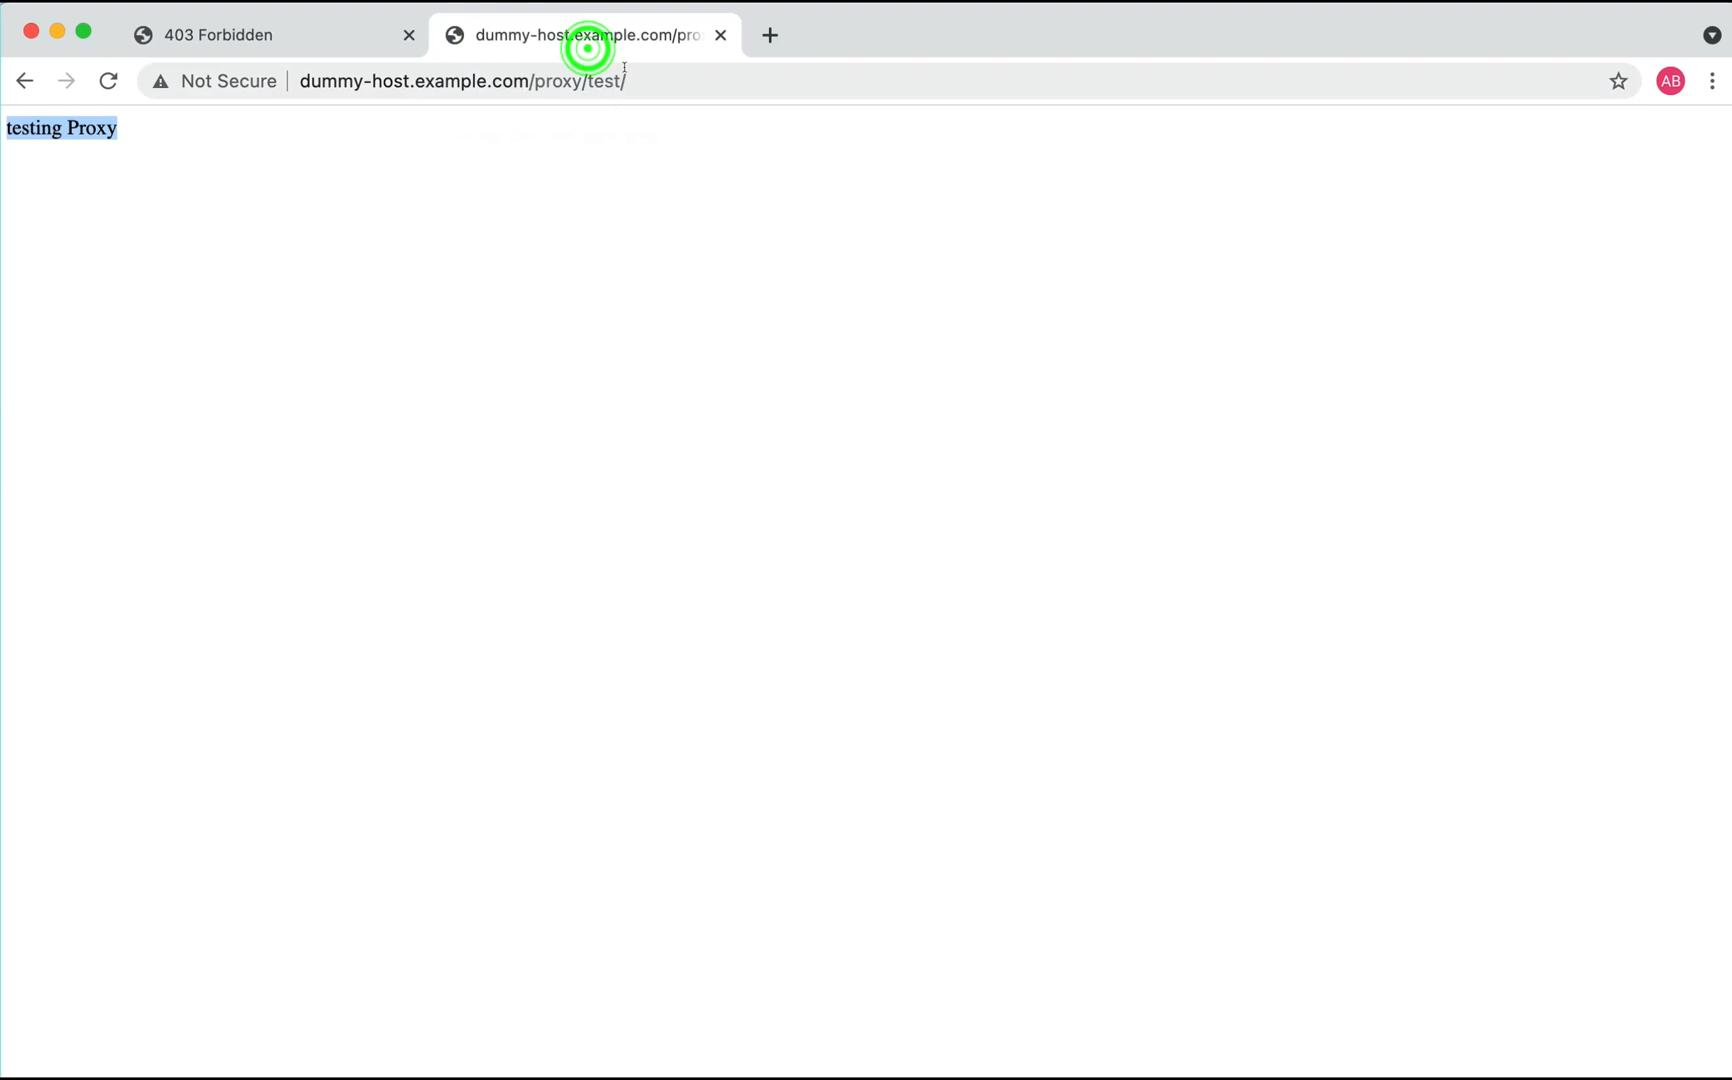 403 Forbidden
dummy-host.example.com/pro
Not Secure
dummy-host.example.com/proxy/test/
AB
testing Proxy